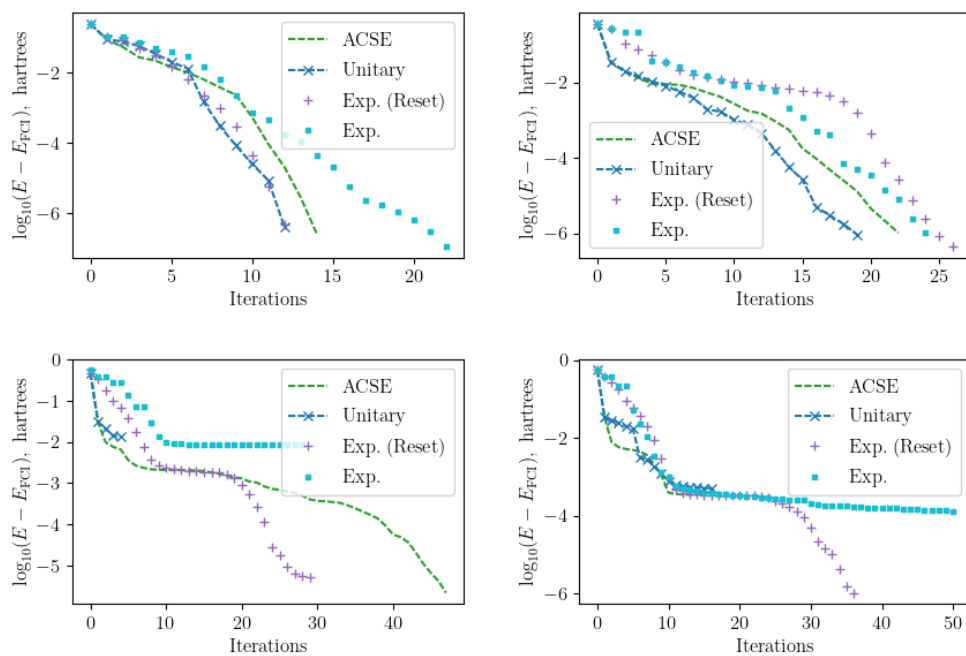 log10(E − EFCI), hartrees
−2
−4
−6
0
5
10
15
20
Iterations
ACSE
Unitary
Exp. (Reset)
Exp.
log10(E − EFCI), hartrees
−2
−4
−6
0
5
10
15
20
25
Iterations
ACSE
Unitary
Exp. (Reset)
Exp.
log10(E − EFCI), hartrees
0
−1
−2
−3
−4
−5
0
10
20
30
40
Iterations
ACSE
Unitary
Exp. (Reset)
Exp.
log10(E − EFCI), hartrees
0
−2
−4
−6
0
10
20
30
40
50
Iterations
ACSE
Unitary
Exp. (Reset)
Exp.